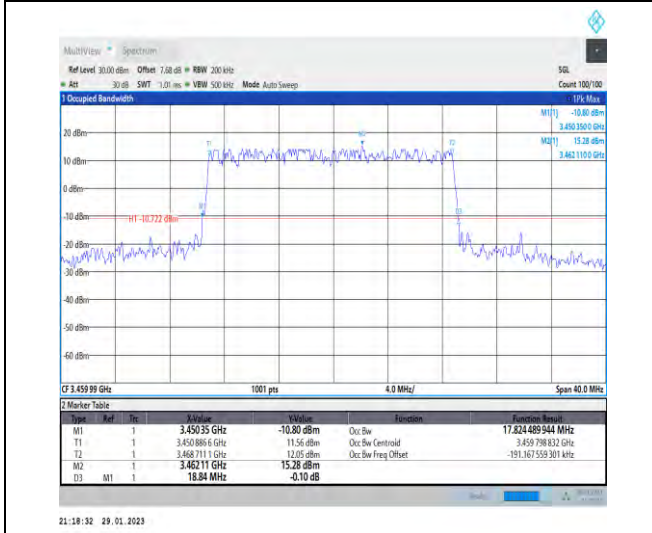 MultiView Spectrum
Ref Level 30.00 dBm Offset 7.68 dB RBW 200 kHz SGL
Att 30 dB SWT 1.01 ms VBW 500 kHz Mode Auto Sweep Count 100/100
1 Occupied Bandwidth 1Pk Max
M1[1] -10.80 dBm
3.450 350 0 GHz
M2[1] 15.28 dBm
3.462 110 0 GHz
20 dBm
T1 M2 T2
10 dBm
0 dBm
M1 D3
-10 dBm
H1 -10.722 dBm
-20 dBm
-30 dBm
-40 dBm
-50 dBm
-60 dBm
CF 3.459 99 GHz 1001 pts 4.0 MHz/ Span 40.0 MHz
2 Marker Table
Type Ref Trc X-Value Y-Value Function Function Result
M1 1 3.450 35 GHz -10.80 dBm Occ Bw 17.824 489 944 MHz
T1 1 3.450 886 6 GHz 11.56 dBm Occ Bw Centroid 3.459 798 832 GHz
T2 1 3.468 711 1 GHz 12.05 dBm Occ Bw Freq Offset -191.167 559 301 kHz
M2 1 3.462 11 GHz 15.28 dBm
D3 M1 1 18.84 MHz -0.10 dB
21:18:32 29.01.2023